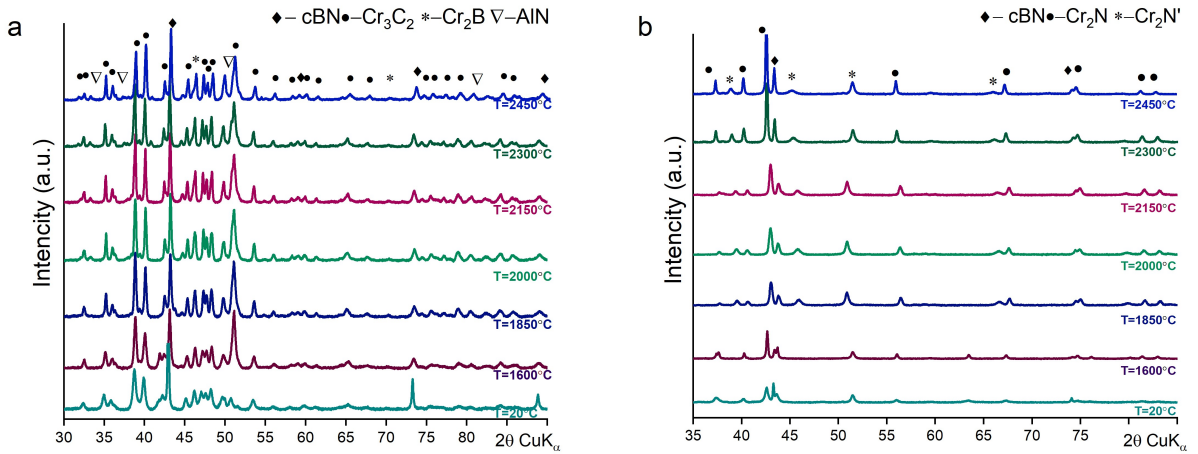 a
♦– cBN ●–Cr₃C₂ *–Cr₂B ∇–AlN
Intencity (a.u.)
T=2450°C
T=2300°C
T=2150°C
T=2000°C
T=1850°C
T=1600°C
T=20°C
30 35 40 45 50 55 60 65 70 75 80 85 2θ CuKα
b
♦– cBN ●–Cr₂N *–Cr₂N'
Intencity (a.u.)
T=2450°C
T=2300°C
T=2150°C
T=2000°C
T=1850°C
T=1600°C
T=20°C
35 40 45 50 55 60 65 70 75 80 2θ CuKα